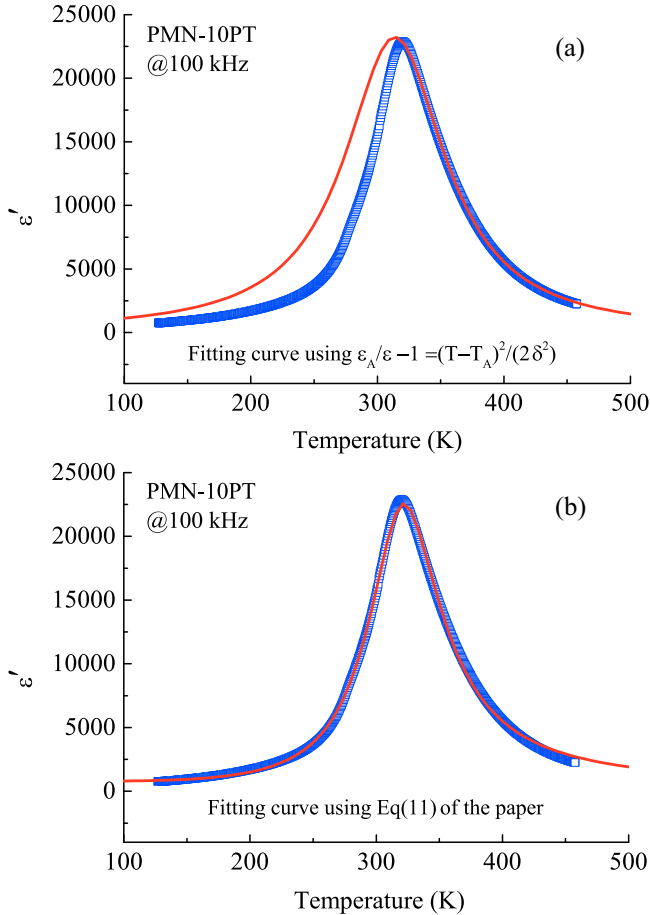 25000
20000
15000
10000
5000
0
ε′
PMN-10PT
@100 kHz
(a)
Fitting curve using ε_A/ε −1 =(T−T_A)²/(2δ²)
100 200 300 400 500
Temperature (K)
25000
20000
15000
10000
5000
0
ε′
PMN-10PT
@100 kHz
(b)
Fitting curve using Eq(11) of the paper
100 200 300 400 500
Temperature (K)